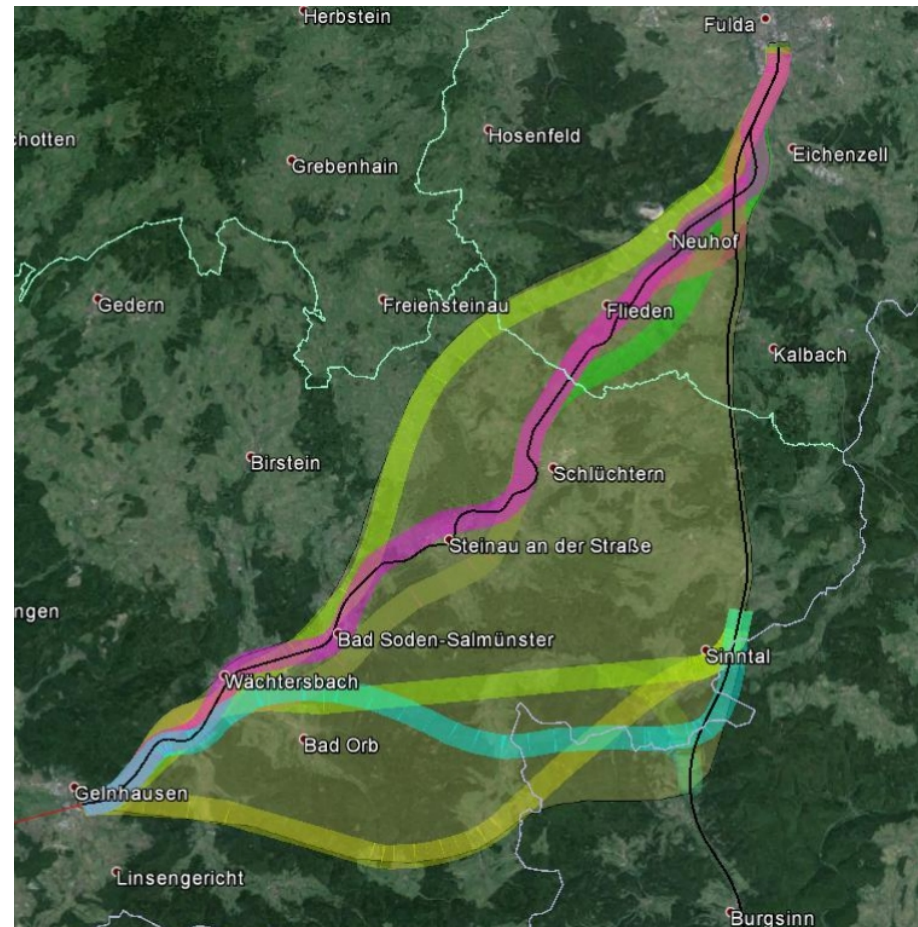 Herbstein
Fulda
chotten
Hosenfeld
Eichenzell
Grebenhain
Neuhof
Gedern
Freiensteinau
Flieden
Kalbach
Birstein
Schlüchtern
Steinau an der Straße
ngen
Bad Soden-Salmünster
Sinntal
Wächtersbach
Bad Orb
Gelnhausen
Linsengericht
Burgsinn